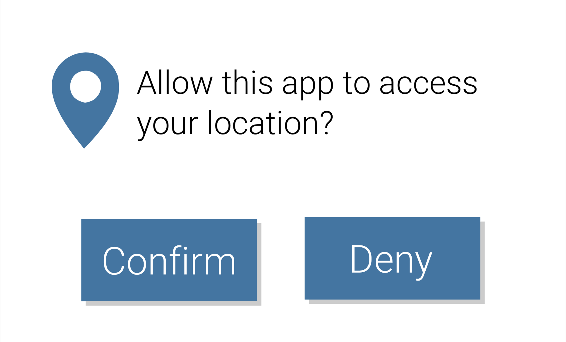 Allow this app to access
your location?
Confirm
Deny